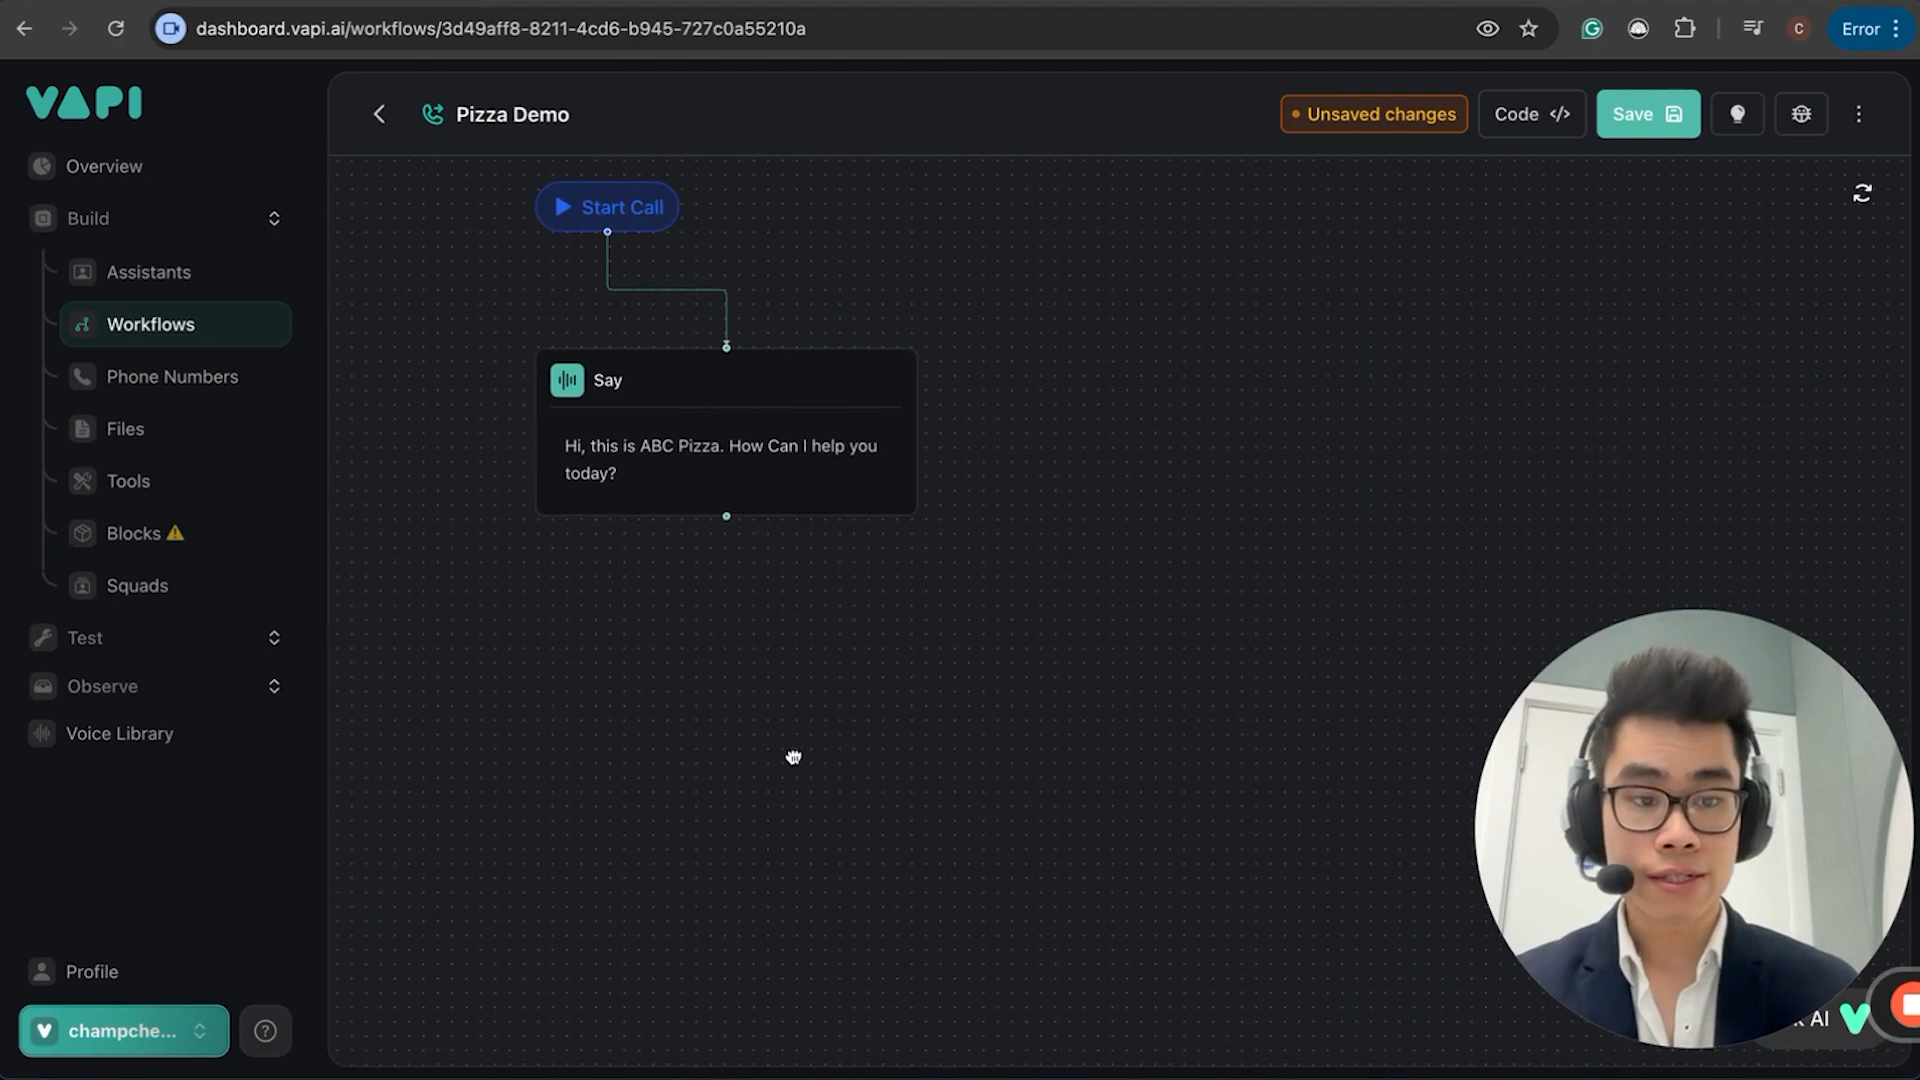 dashboard.vapi.ai/workflows/3d49aff8-8211-4cd6-b945-727c0a55210a
C
Error
VAPI
Pizza Demo
Unsaved changes
Code </>
Save
Overview
Build
Assistants
Workflows
Phone Numbers
Files
Tools
Blocks
Squads
Test
Observe
Voice Library
Start Call
Say
Hi, this is ABC Pizza. How Can I help you
today?
Profile
champche...
?
AI